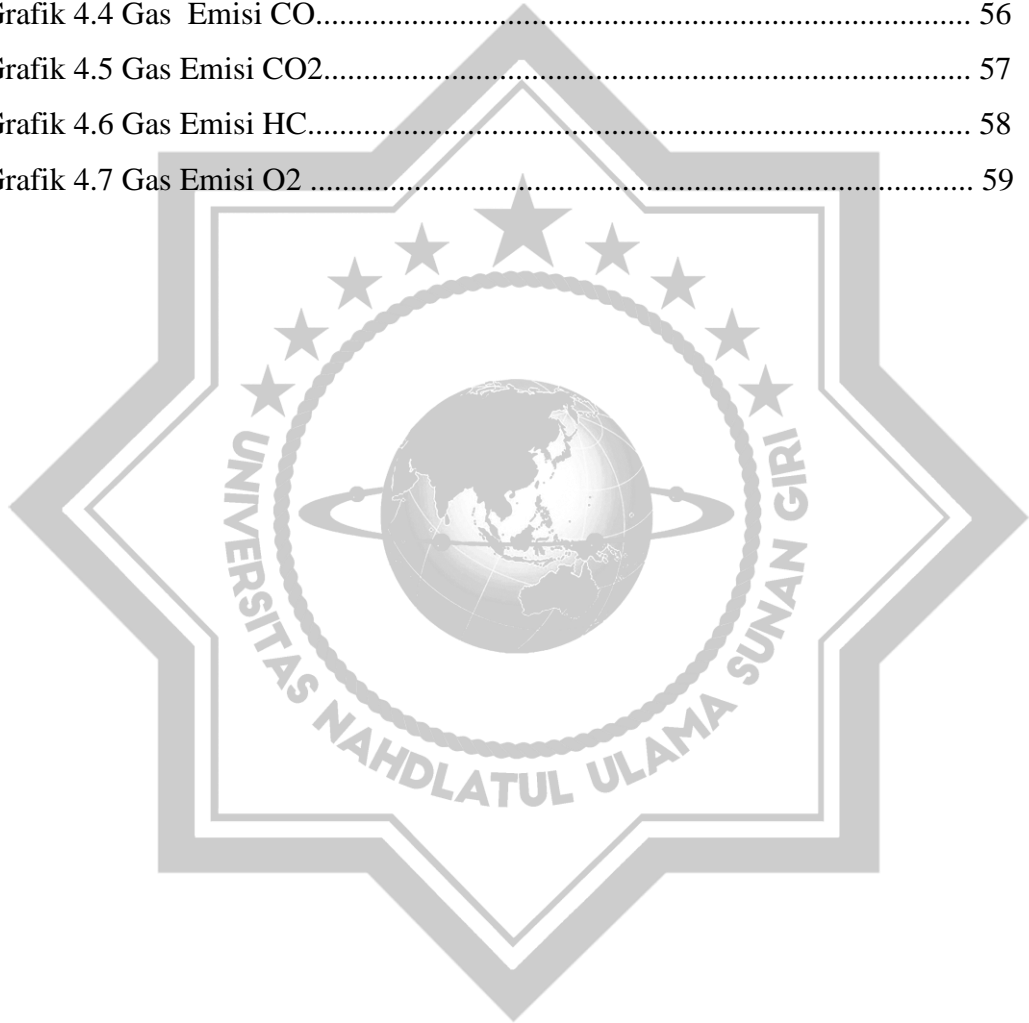 Grafik 4.4 Gas  Emisi CO............................................................................... 56
Grafik 4.5 Gas Emisi CO2.............................................................................. 57
Grafik 4.6 Gas Emisi HC................................................................................ 58
Grafik 4.7 Gas Emisi O2 ................................................................................ 59
UNIVERSITAS NAHDLATUL ULAMA SUNAN GIRI